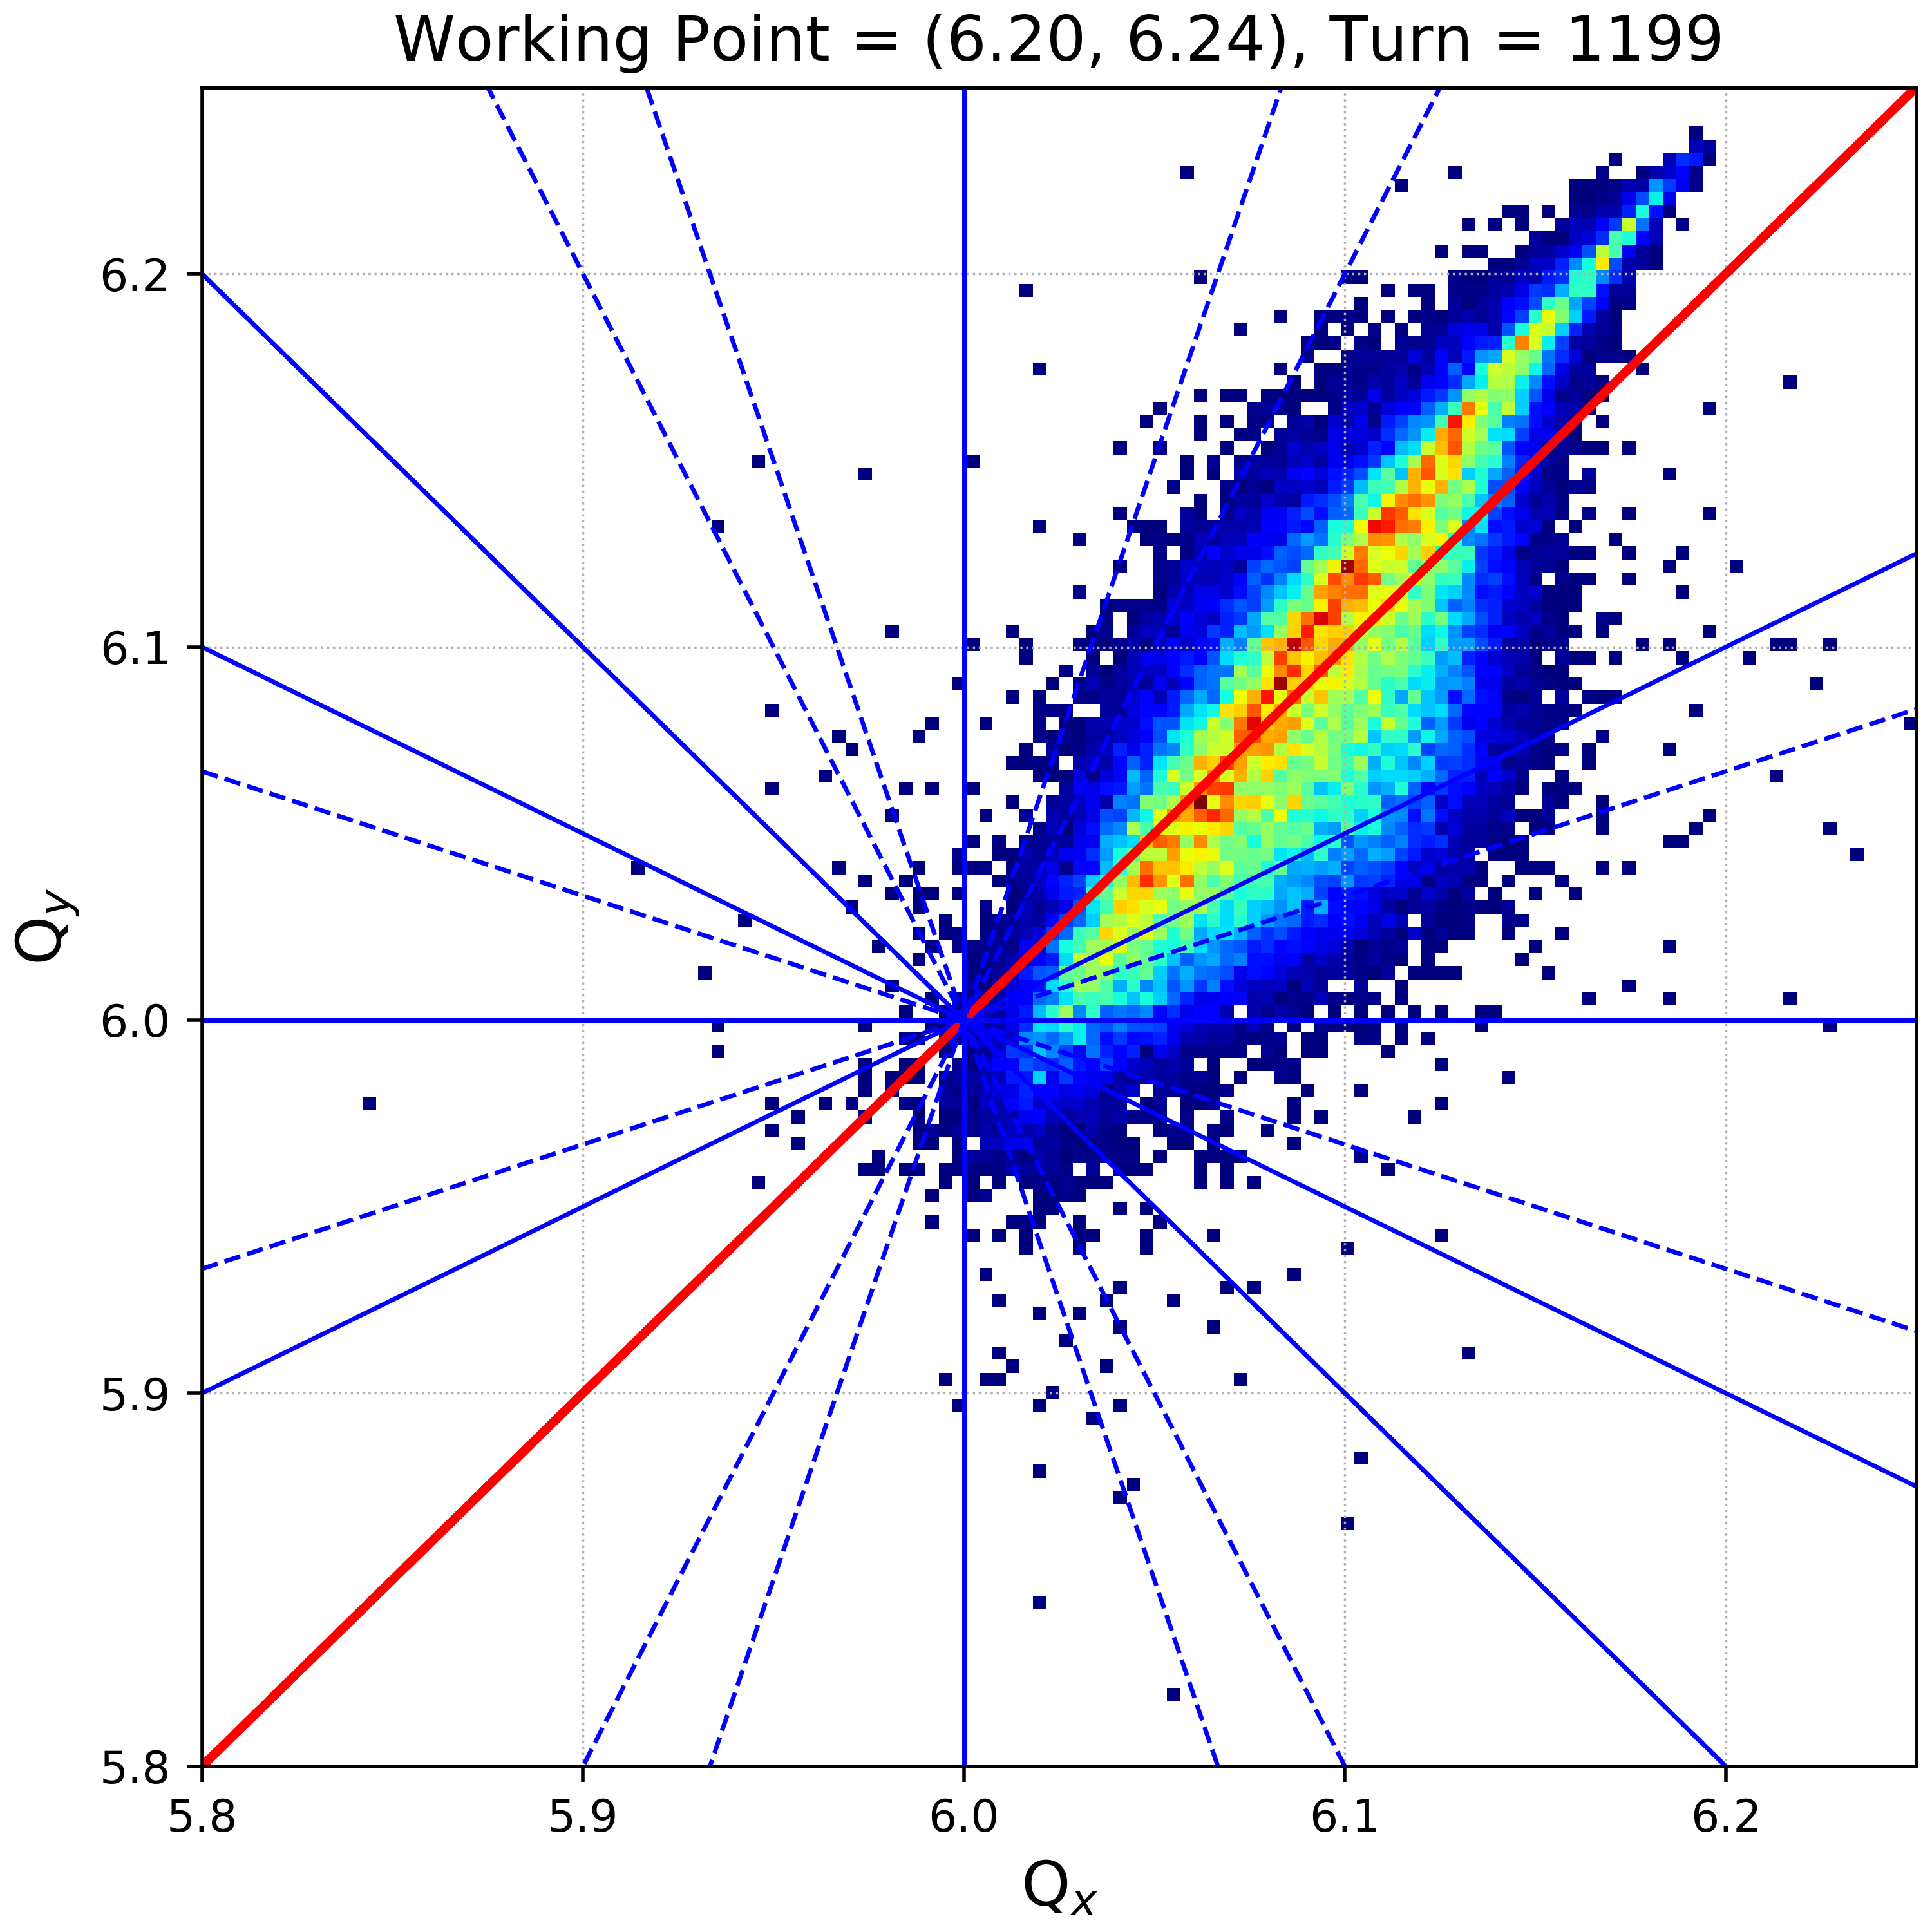 Working Point = (6.20, 6.24), Turn = 1199
6.2
6.1
6.0
5.9
5.8
Qy
5.8 5.9 6.0 6.1 6.2
Qx